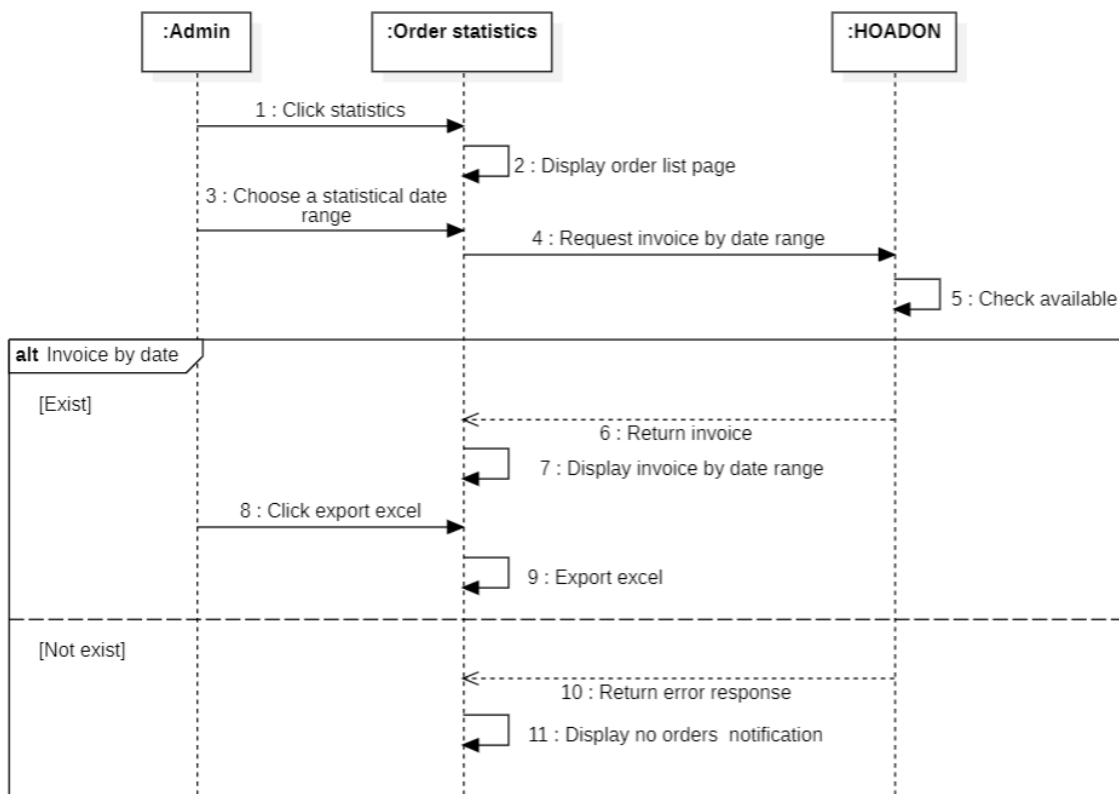 :Admin
:Order statistics
:HOADON
1 : Click statistics
2 : Display order list page
3 : Choose a statistical date
range
4 : Request invoice by date range
5 : Check available
alt Invoice by date
[Exist]
6 : Return invoice
7 : Display invoice by date range
8 : Click export excel
9 : Export excel
[Not exist]
10 : Return error response
11 : Display no orders  notification